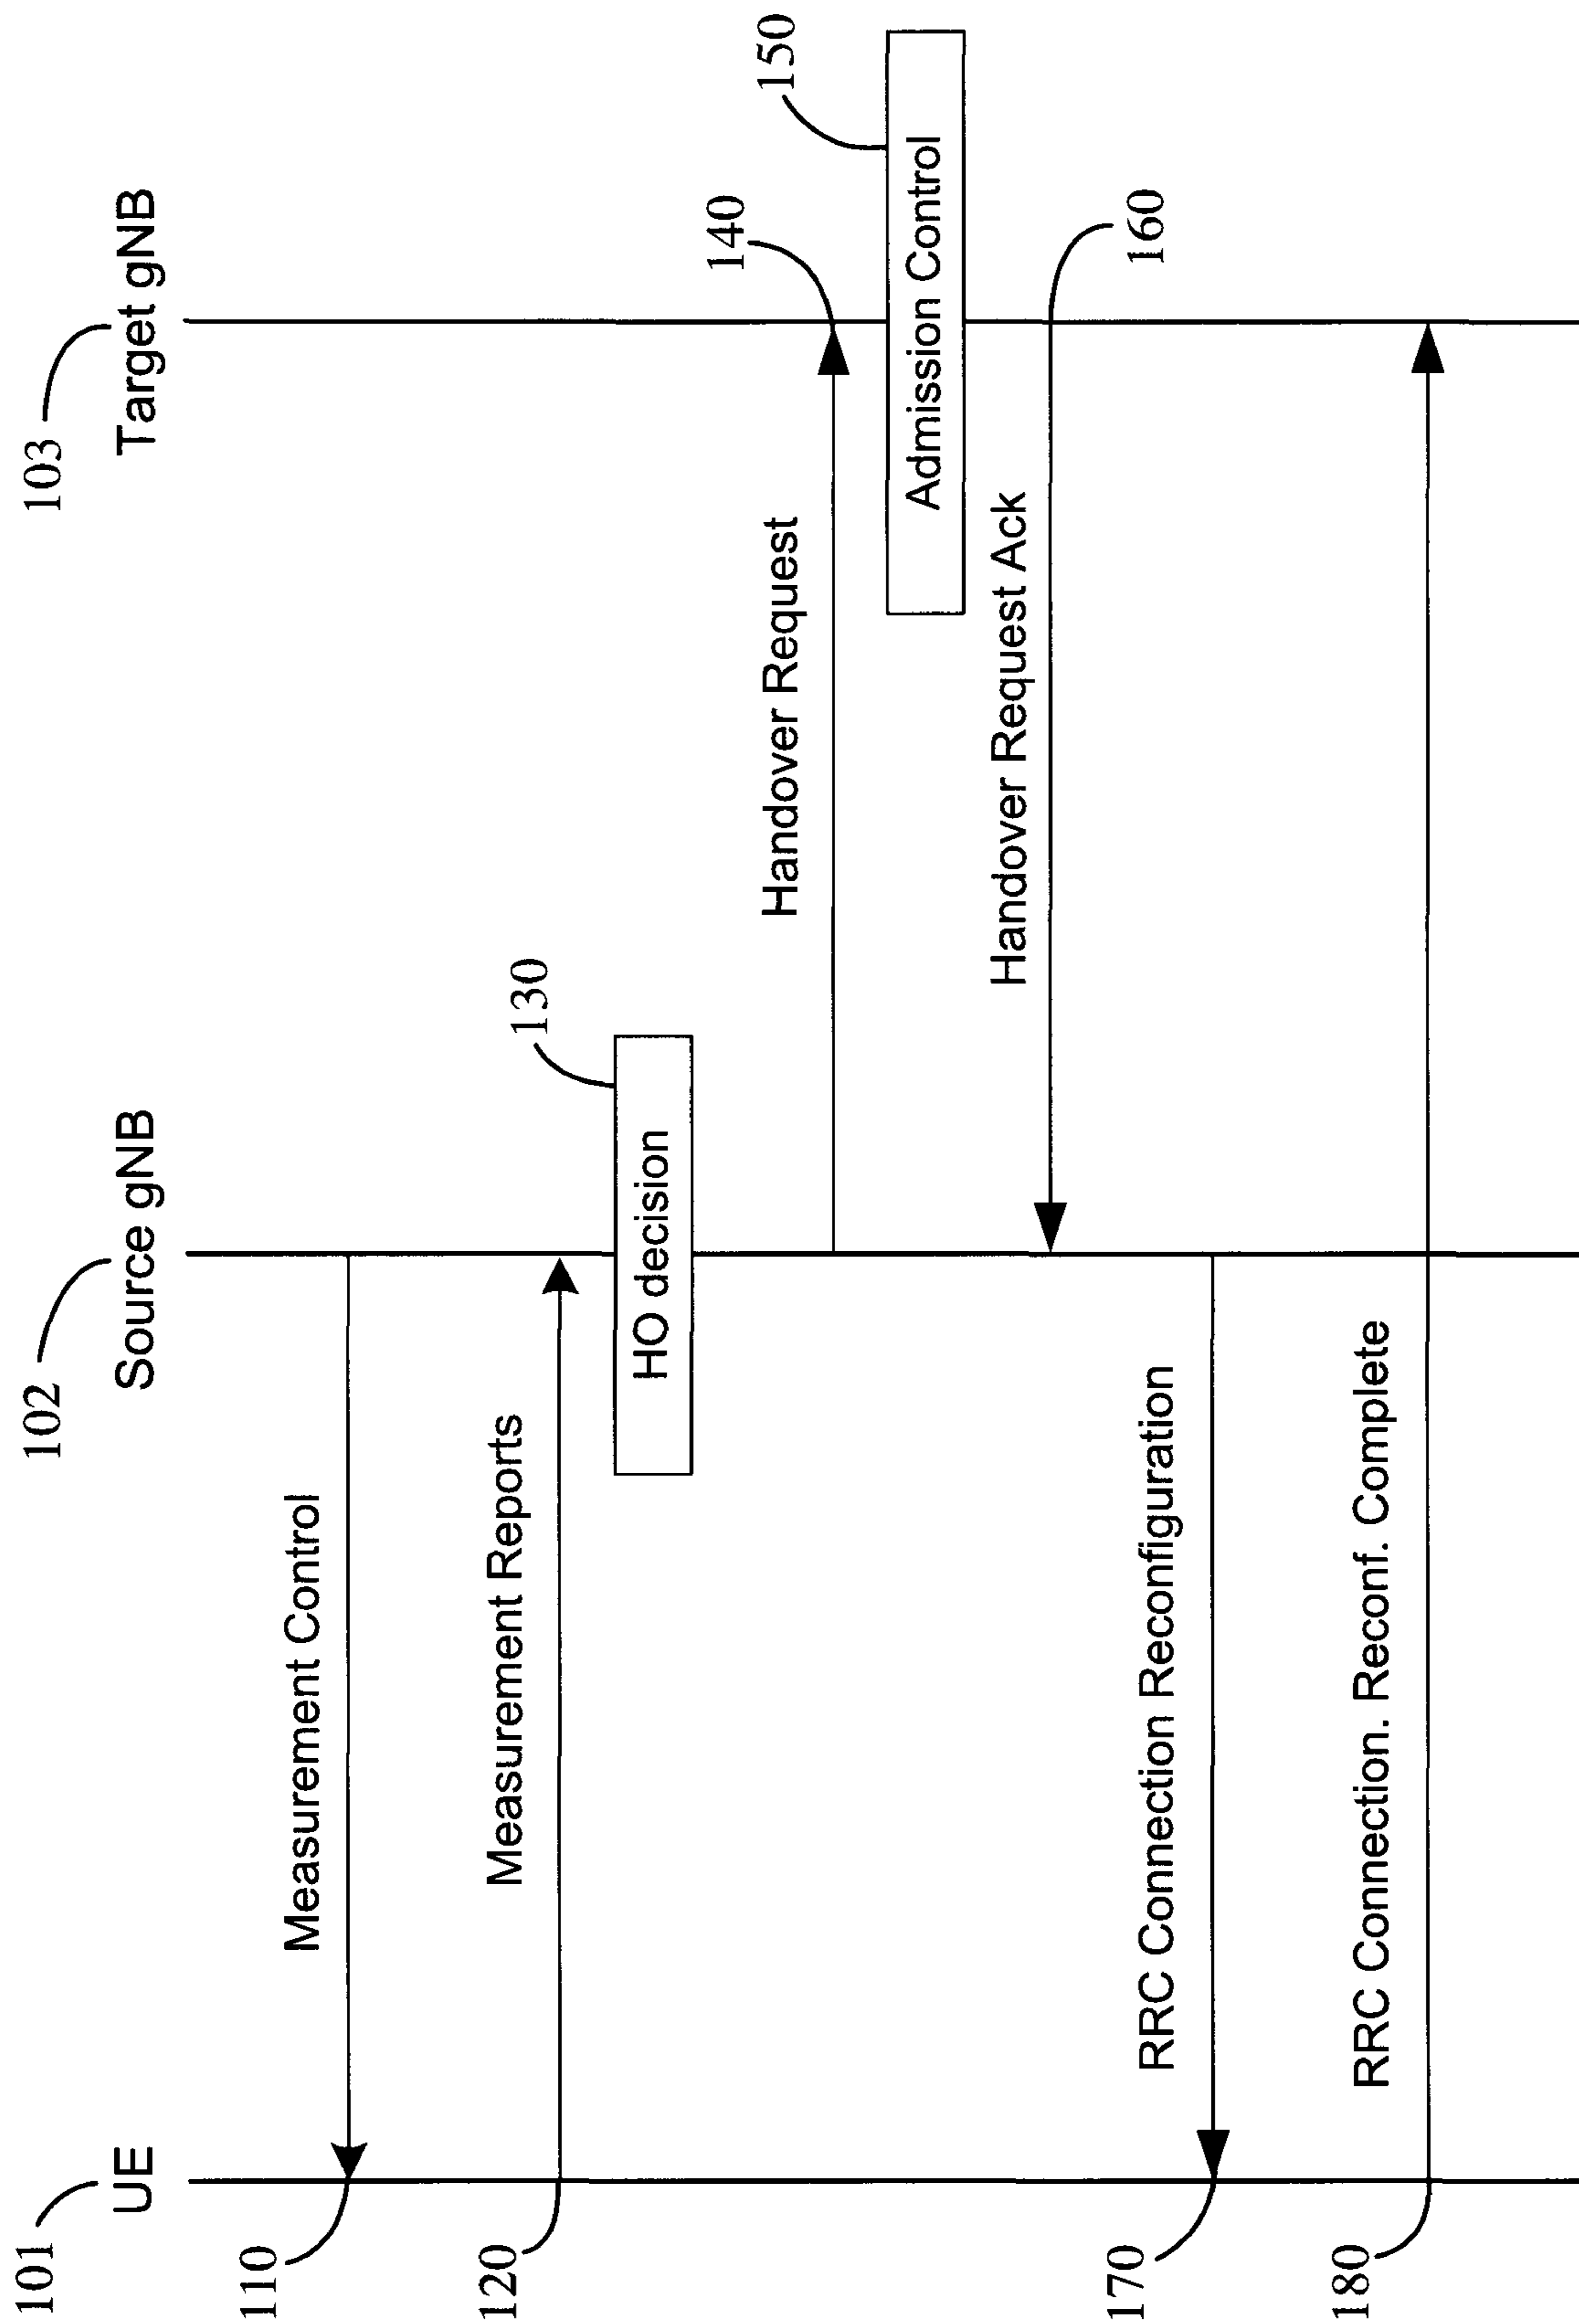 101
UE
102
Source gNB
103
Target gNB
110
Measurement Control
120
Measurement Reports
130
HO decision
140
Handover Request
150
Admission Control
160
Handover Request Ack
170
RRC Connection Reconfiguration
180
RRC Connection. Reconf. Complete